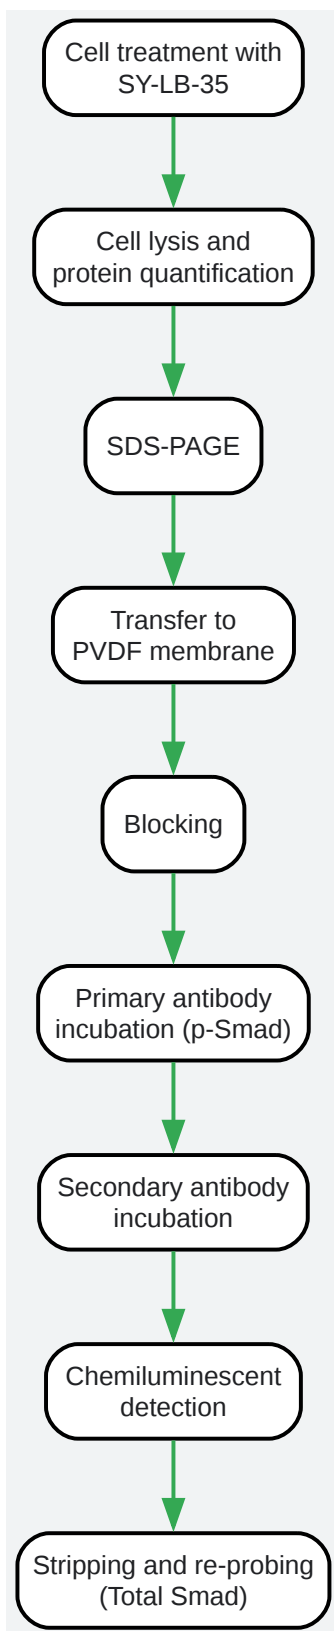 Cell treatment with
SY-LB-35
Cell lysis and
protein quantification
SDS-PAGE
Transfer to
PVDF membrane
Blocking
Primary antibody
incubation (p-Smad)
Secondary antibody
incubation
Chemiluminescent
detection
Stripping and re-probing
(Total Smad)